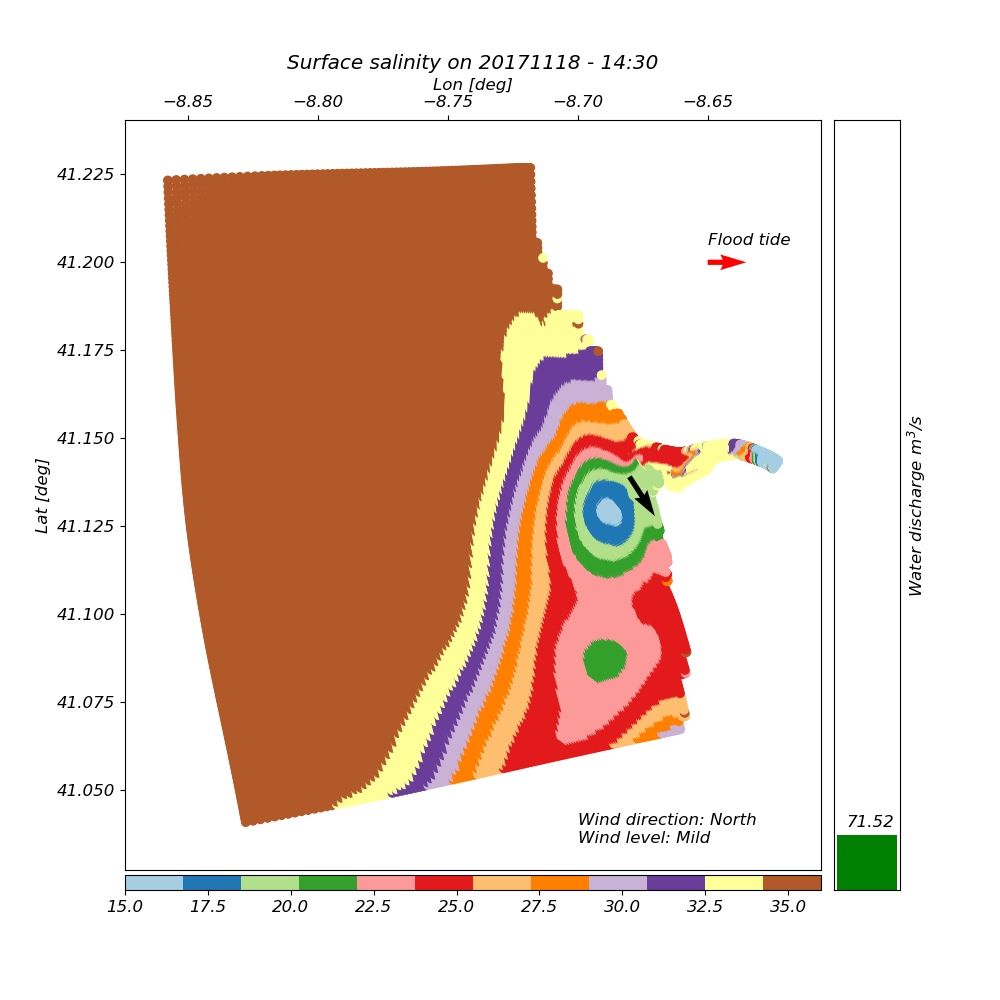 Surface salinity on 20171118 - 14:30
Lon [deg]
−8.85 −8.80 −8.75 −8.70 −8.65
41.225
41.200
41.175
41.150
41.125
41.100
41.075
41.050
Lat [deg]
Flood tide
Wind direction: North
Wind level: Mild
15.0 17.5 20.0 22.5 25.0 27.5 30.0 32.5 35.0
71.52
Water discharge m³/s